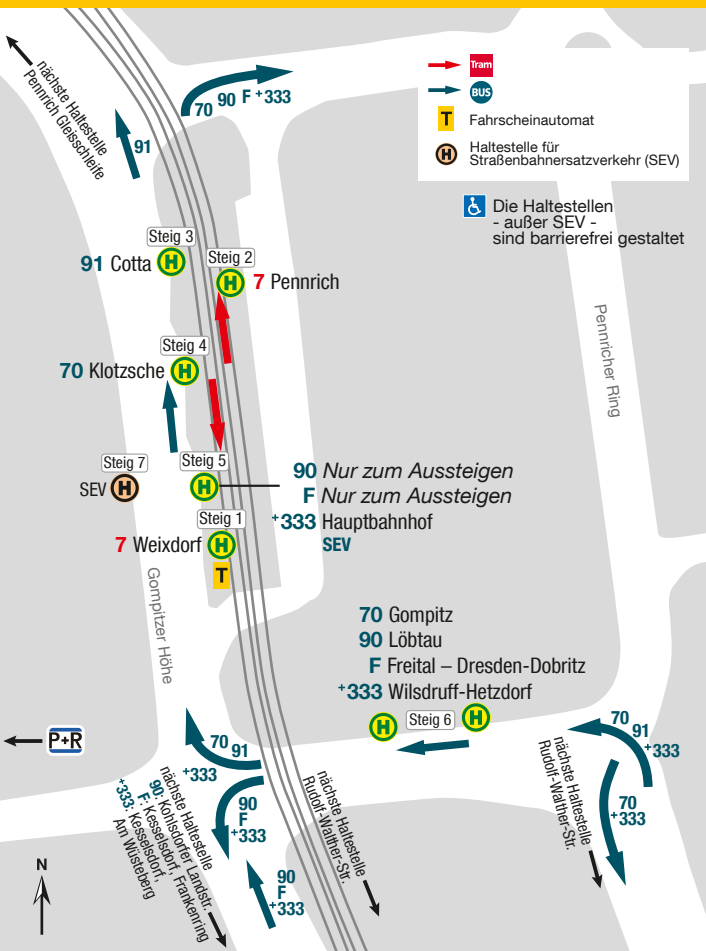 nächste Haltestelle
Pennrich Gleisschleife
91
70 90 F +333
Tram
BUS
T Fahrscheinautomat
H Haltestelle für
Straßenbahnersatzverkehr (SEV)
Die Haltestellen
- außer SEV -
sind barrierefrei gestaltet
Steig 3
91 Cotta H
Steig 2
H 7 Pennrich
Pennricher Ring
Steig 4
70 Klotzsche H
Steig 7
SEV H
Steig 5
H
90 Nur zum Aussteigen
F Nur zum Aussteigen
+333 Hauptbahnhof
SEV
Steig 1
7 Weixdorf H
T
Gompitzer Höhe
70 Gompitz
90 Löbtau
F Freital – Dresden-Dobritz
+333 Wilsdruff-Hetzdorf
H Steig 6 H
P+R
70 91
+333
70
91
+333
90
F
+333
70
+333
nächste Haltestelle
90: Kohlsdorfer Landstr.
F: Kesselsdorf, Frankenring
+333: Kesselsdorf,
Am Wüsteberg
nächste Haltestelle
Rudolf-Walther-Str.
nächste Haltestelle
Rudolf-Walther-Str.
90
F
+333
N